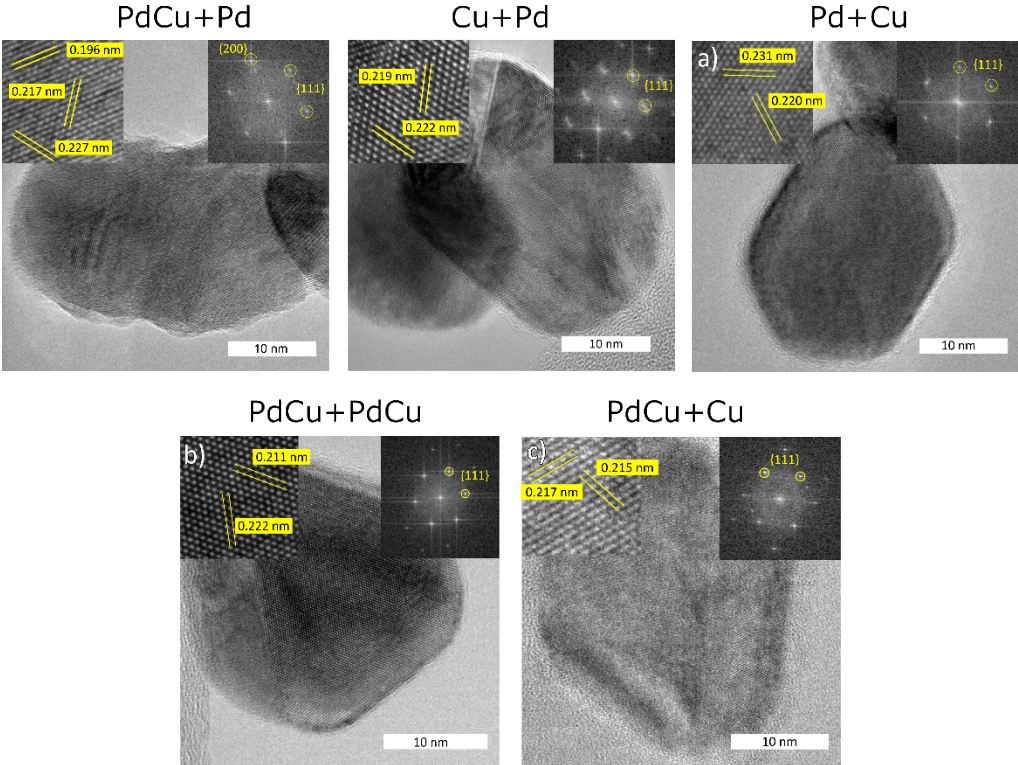 PdCu+Pd
0.196 nm
0.217 nm
0.227 nm
{200}
{111}
10 nm
Cu+Pd
0.219 nm
0.222 nm
{111}
10 nm
Pd+Cu
a)
0.231 nm
0.220 nm
{111}
10 nm
PdCu+PdCu
b)
0.211 nm
0.222 nm
{111}
10 nm
PdCu+Cu
c)
0.215 nm
0.217 nm
{111}
10 nm